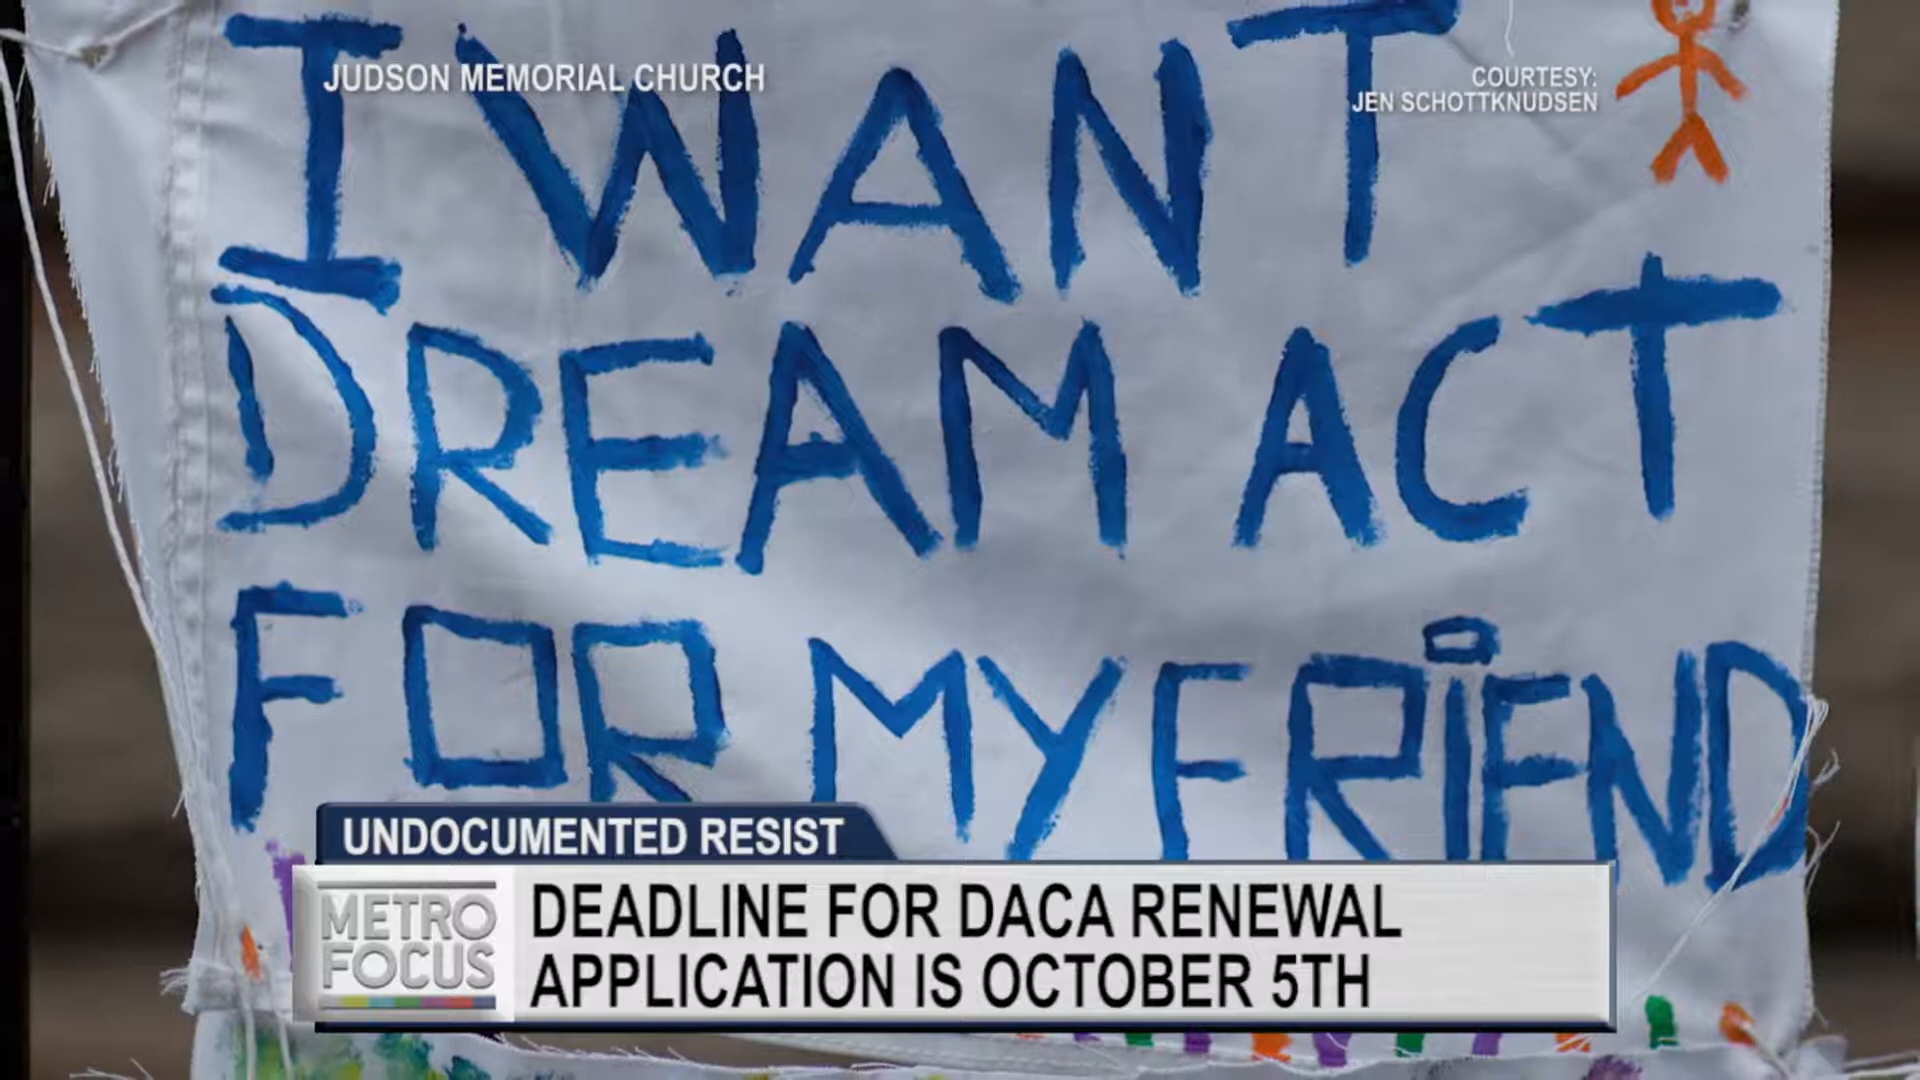 JUDSON MEMORIAL CHURCH
COURTESY:
JEN SCHOTTKNUDSEN
I WANT
DREAM ACT
FOR MY FRiEND
UNDOCUMENTED RESIST
METRO
FOCUS
DEADLINE FOR DACA RENEWAL
APPLICATION IS OCTOBER 5TH